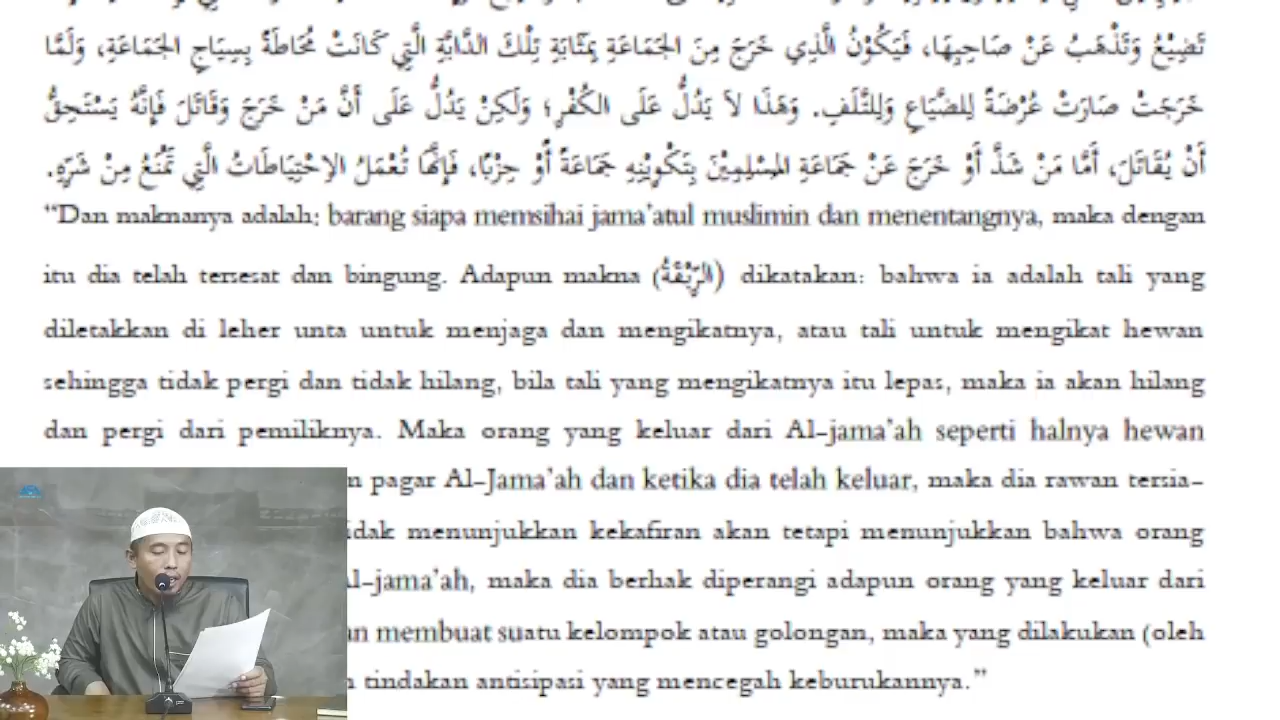 تَضِيْعُ وَتَذْهَبُ عَنْ صَاحِبِهَا، فَيَكُوْنُ الَّذِي خَرَجَ مِنَ الجَمَاعَةِ بِمَثَابَةِ تِلْكَ الدَّابَّةِ الَّتِي كَانَتْ مُحَاطَةً بِسِيَاجِ الجَمَاعَةِ، وَلَمَّا
خَرَجَتْ صَارَتْ عُرْضَةً لِلضَّيَاعِ وَلِلتَّلَفِ. وَهَذَا لاَ يَدُلُّ عَلَى الكُفْرِ؛ وَلَكِنْ يَدُلُّ عَلَى أَنَّ مَنْ خَرَجَ وَقَاتَلَ فَإِنَّهُ يَسْتَحِقُّ
أَنْ يُقَاتَلَ، أَمَّا مَنْ شَذَّ أَوْ خَرَجَ عَنْ جَمَاعَةِ المُسْلِمِيْنَ بِتَكْوِيْنِهِ جَمَاعَةً أَوْ حِزْبًا، فَإِنَّهَا تُعْمَلُ الاِحْتِيَاطَاتُ الَّتِي تَمْنَعُ مِنْ شَرِّهِ.
“Dan maknanya adalah: barang siapa memsihai jama’atul muslimin dan menentangnya, maka dengan
itu dia telah tersesat dan bingung. Adapun makna (الرِّبْقَةُ) dikatakan: bahwa ia adalah tali yang
diletakkan di leher unta untuk menjaga dan mengikatnya, atau tali untuk mengikat hewan
sehingga tidak pergi dan tidak hilang, bila tali yang mengikatnya itu lepas, maka ia akan hilang
dan pergi dari pemiliknya. Maka orang yang keluar dari Al-jama’ah seperti halnya hewan
pagar Al-Jama’ah dan ketika dia telah keluar, maka dia rawan tersia-
idak menunjukkan kekafiran akan tetapi menunjukkan bahwa orang
l-jama’ah, maka dia berhak diperangi adapun orang yang keluar dari
membuat suatu kelompok atau golongan, maka yang dilakukan (oleh
tindakan antisipasi yang mencegah keburukannya.”